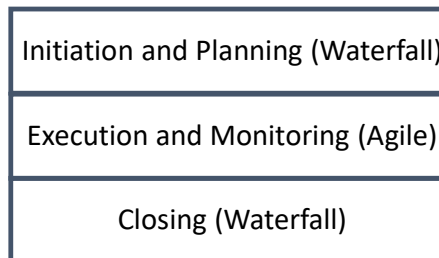 Initiation and Planning (Waterfall)
Execution and Monitoring (Agile)
Closing (Waterfall)